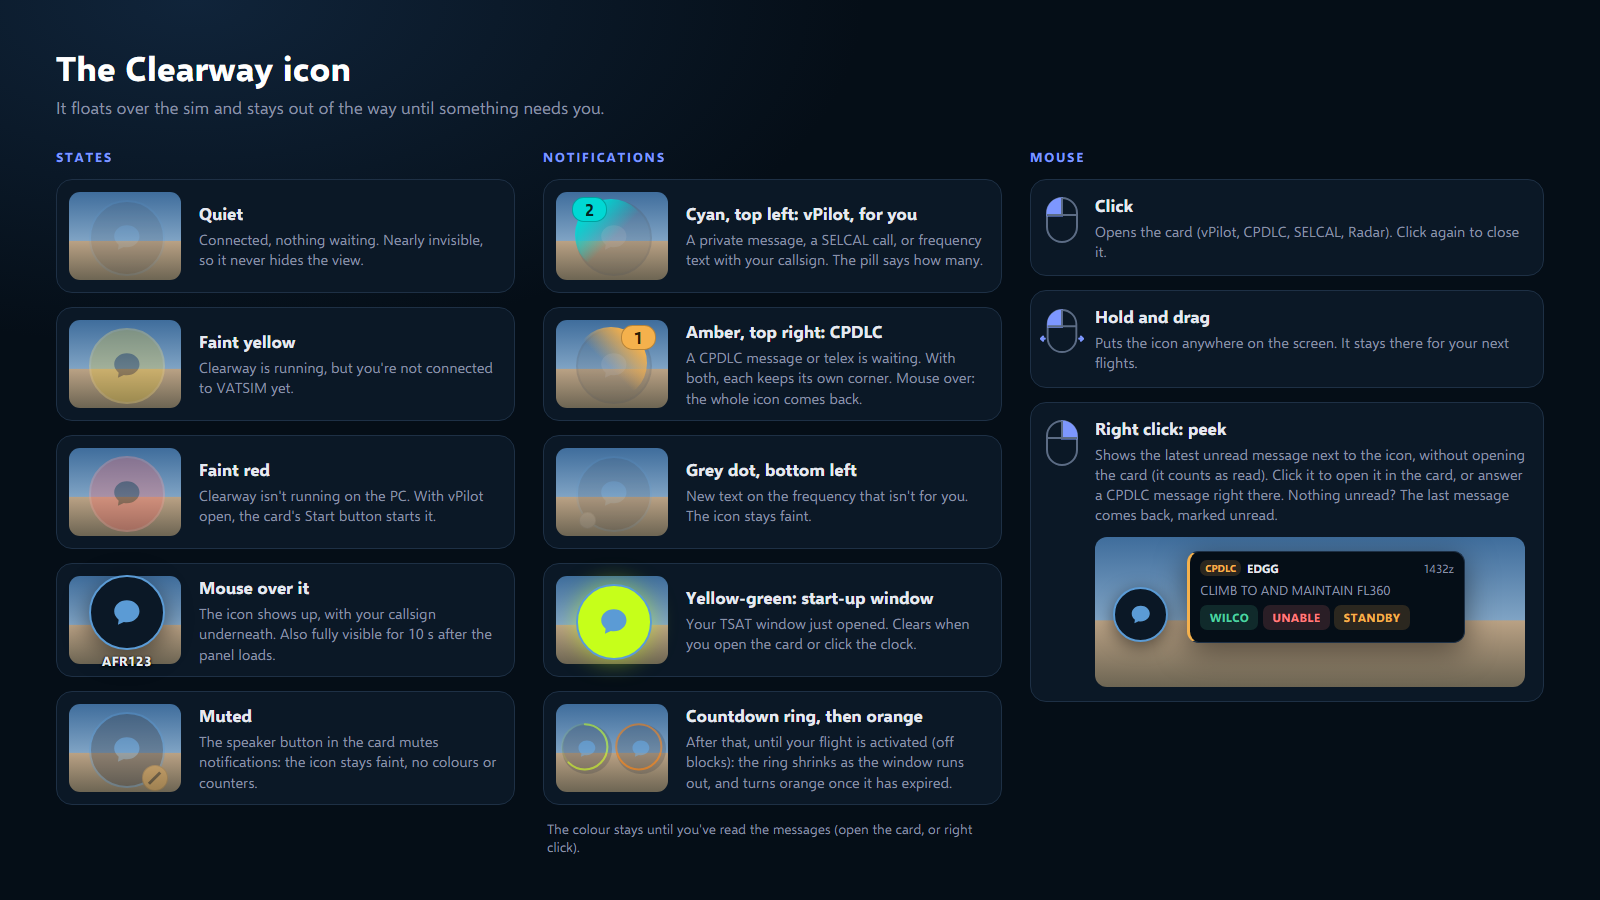 The Clearway icon
It floats over the sim and stays out of the way until something needs you.
STATES
Quiet
Connected, nothing waiting. Nearly invisible,
so it never hides the view.
Faint yellow
Clearway is running, but you're not connected
to VATSIM yet.
Faint red
Clearway isn't running on the PC. With vPilot
open, the card's Start button starts it.
AFR123
Mouse over it
The icon shows up, with your callsign
underneath. Also fully visible for 10 s after the
panel loads.
Muted
The speaker button in the card mutes
notifications: the icon stays faint, no colours or
counters.
NOTIFICATIONS
2
Cyan, top left: vPilot, for you
A private message, a SELCAL call, or frequency
text with your callsign. The pill says how many.
1
Amber, top right: CPDLC
A CPDLC message or telex is waiting. With
both, each keeps its own corner. Mouse over:
the whole icon comes back.
Grey dot, bottom left
New text on the frequency that isn't for you.
The icon stays faint.
Yellow-green: start-up window
Your TSAT window just opened. Clears when
you open the card or click the clock.
Countdown ring, then orange
After that, until your flight is activated (off
blocks): the ring shrinks as the window runs
out, and turns orange once it has expired.
The colour stays until you've read the messages (open the card, or right
click).
MOUSE
Click
Opens the card (vPilot, CPDLC, SELCAL, Radar). Click again to close
it.
Hold and drag
Puts the icon anywhere on the screen. It stays there for your next
flights.
Right click: peek
Shows the latest unread message next to the icon, without opening
the card (it counts as read). Click it to open it in the card, or answer
a CPDLC message right there. Nothing unread? The last message
comes back, marked unread.
CPDLC EDGG 1432z
CLIMB TO AND MAINTAIN FL360
WILCO UNABLE STANDBY